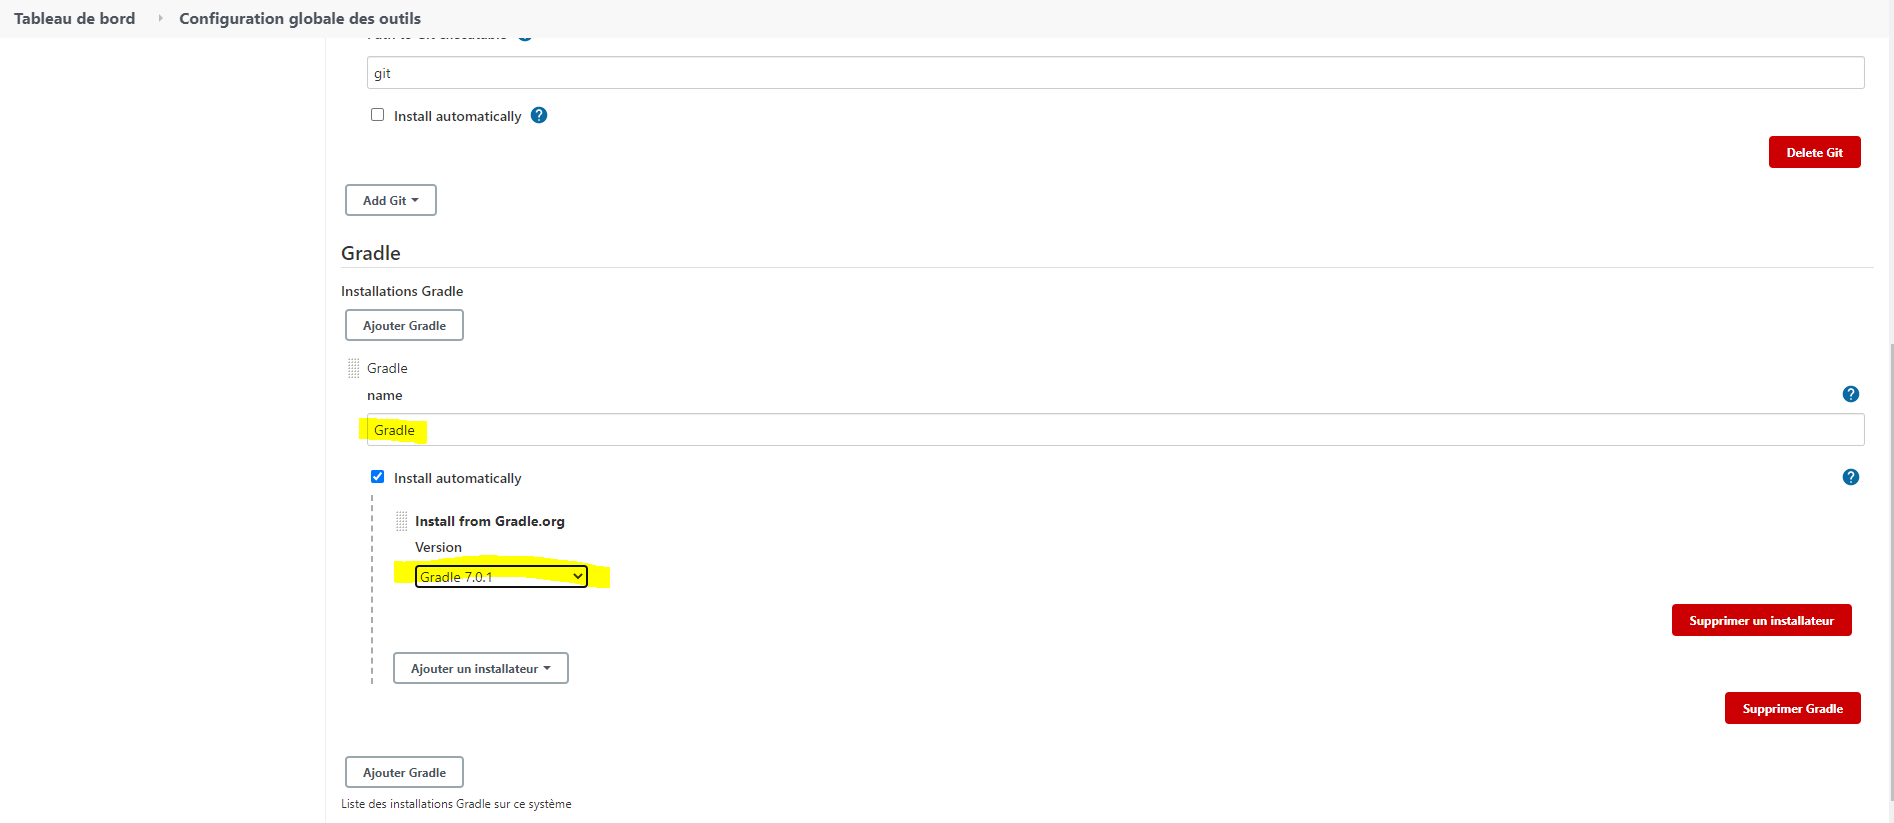 Tableau de bord
Configuration globale des outils
git
Install automatically
?
Delete Git
Add Git
Gradle
Installations Gradle
Ajouter Gradle
Gradle
name
?
Gradle
Install automatically
?
Install from Gradle.org
Version
Gradle 7.0.1
Supprimer un installateur
Ajouter un installateur
Supprimer Gradle
Ajouter Gradle
Liste des installations Gradle sur ce système